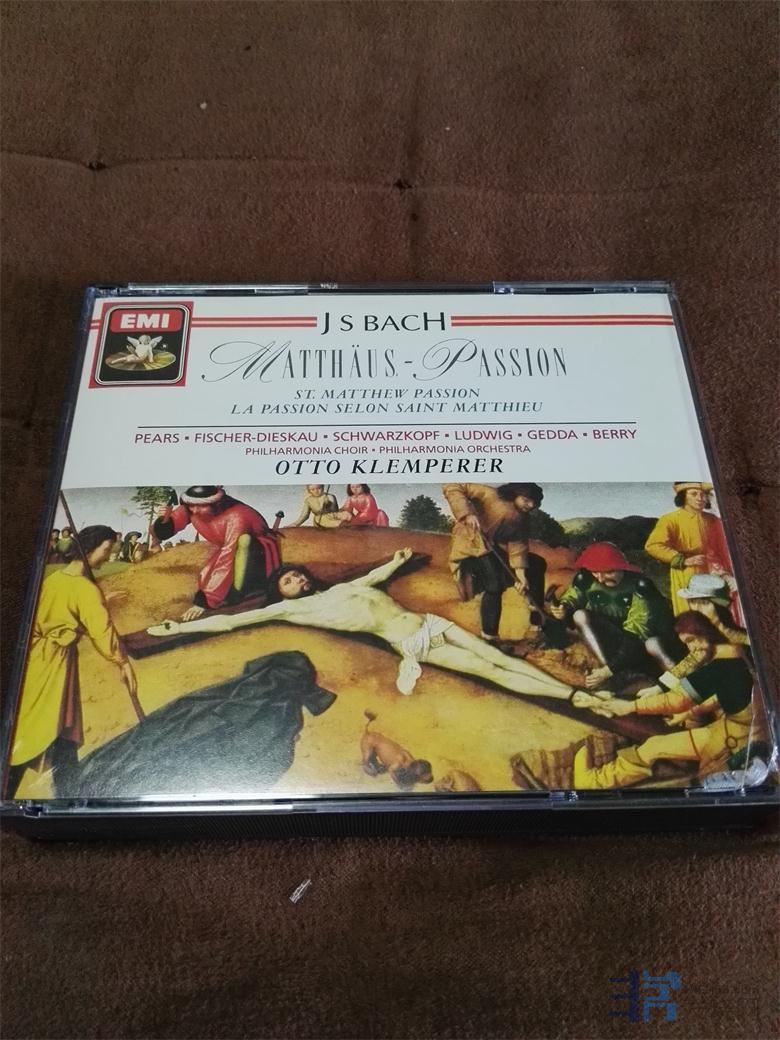 EMI
J S BACH
MATTHÄUS-PASSION
ST. MATTHEW PASSION
LA PASSION SELON SAINT MATTHIEU
PEARS ▪ FISCHER-DIESKAU ▪ SCHWARZKOPF ▪ LUDWIG ▪ GEDDA ▪ BERRY
PHILHARMONIA CHOIR ▪ PHILHARMONIA ORCHESTRA
OTTO KLEMPERER